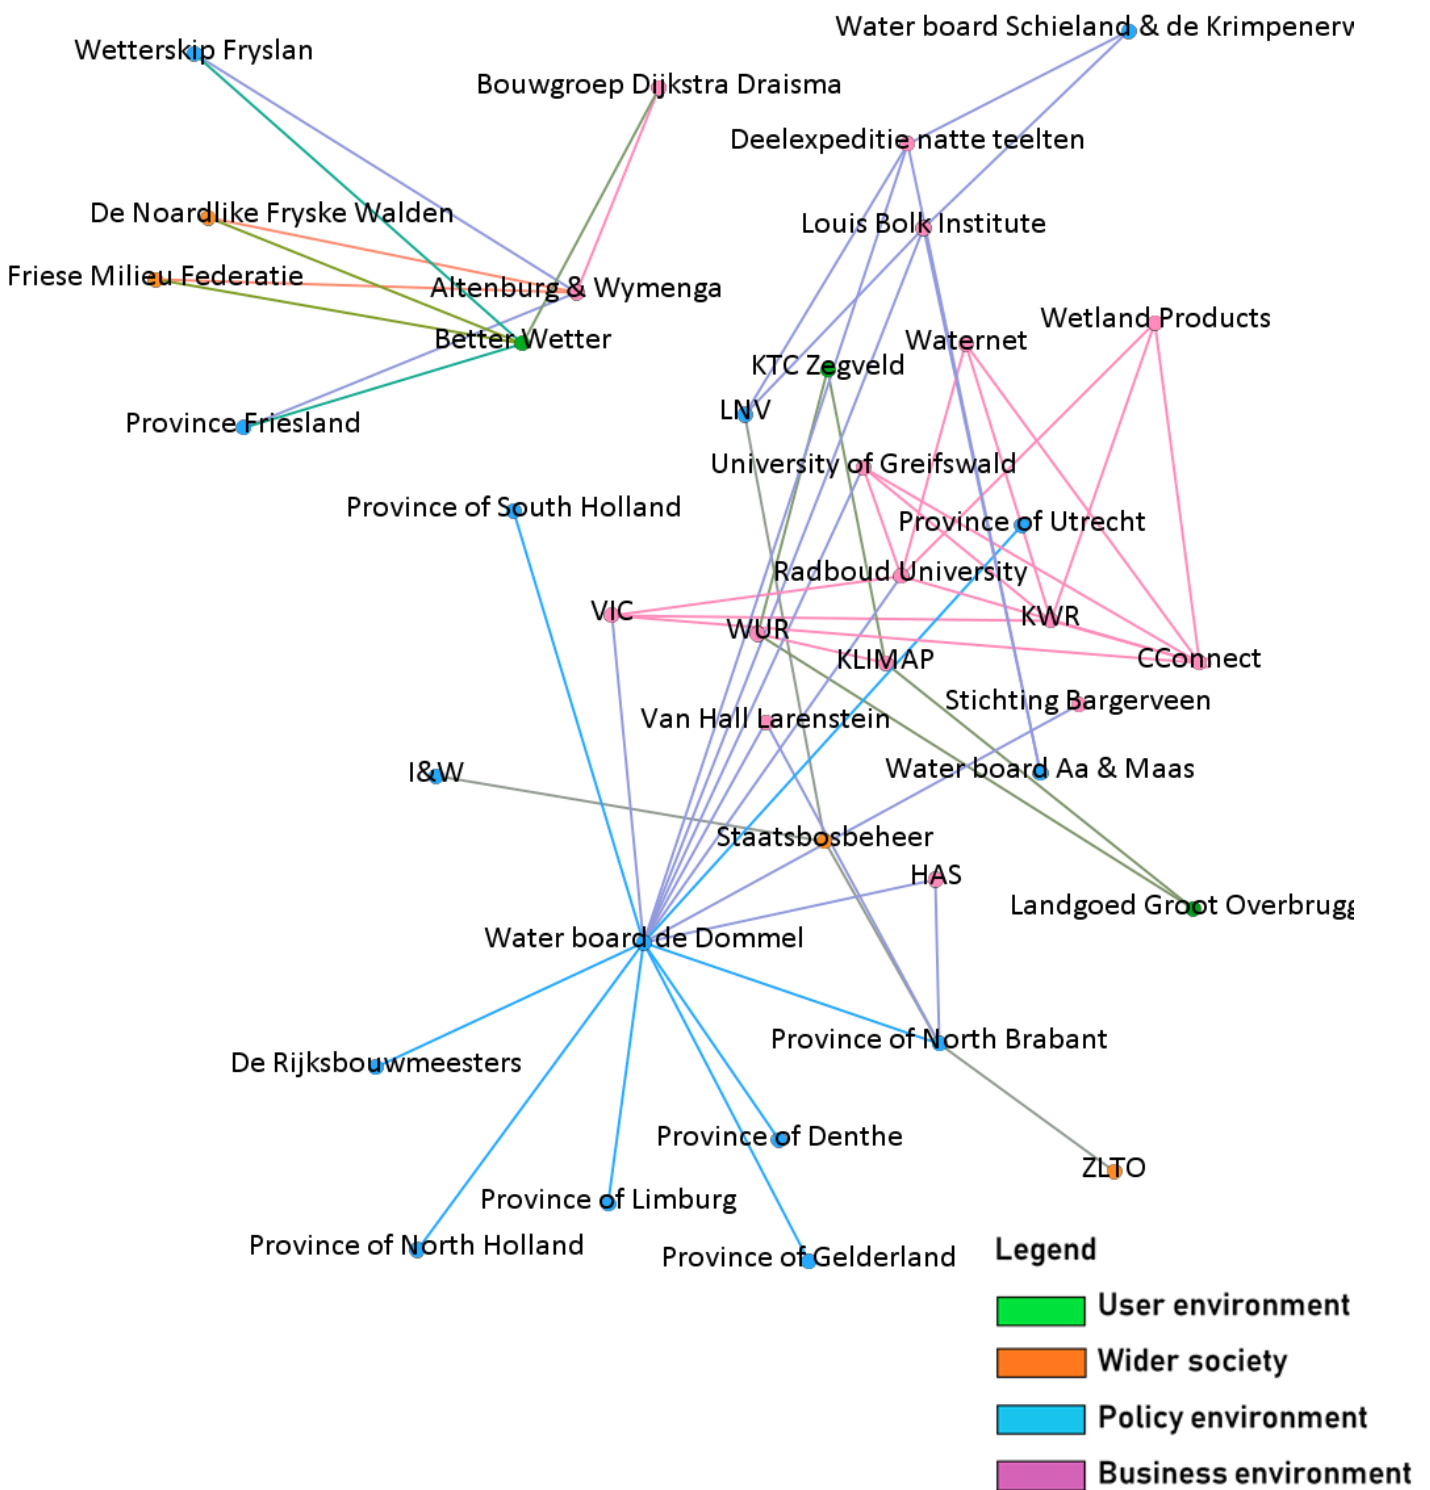 Water board Schieland & de Krimpenerv
Wetterskip Fryslan
Bouwgroep Dijkstra Draisma
Deelexpeditie natte teelten
De Noardlike Fryske Walden
Louis Bolk Institute
Friese Milieu Federatie
Altenburg & Wymenga
Wetland Products
Better Wetter
Waternet
KTC Zegveld
LNV
Province Friesland
University of Greifswald
Province of South Holland
Province of Utrecht
Radboud University
VIC
KWR
WUR
KLIMAP
CConnect
Stichting Bargerveen
Van Hall Larenstein
I&W
Water board Aa & Maas
Staatsbosbeheer
HAS
Landgoed Groot Overbrugg
Water board de Dommel
Province of North Brabant
De Rijksbouwmeesters
Province of Denthe
ZLTO
Province of Limburg
Province of North Holland
Province of Gelderland
Legend
User environment
Wider society
Policy environment
Business environment